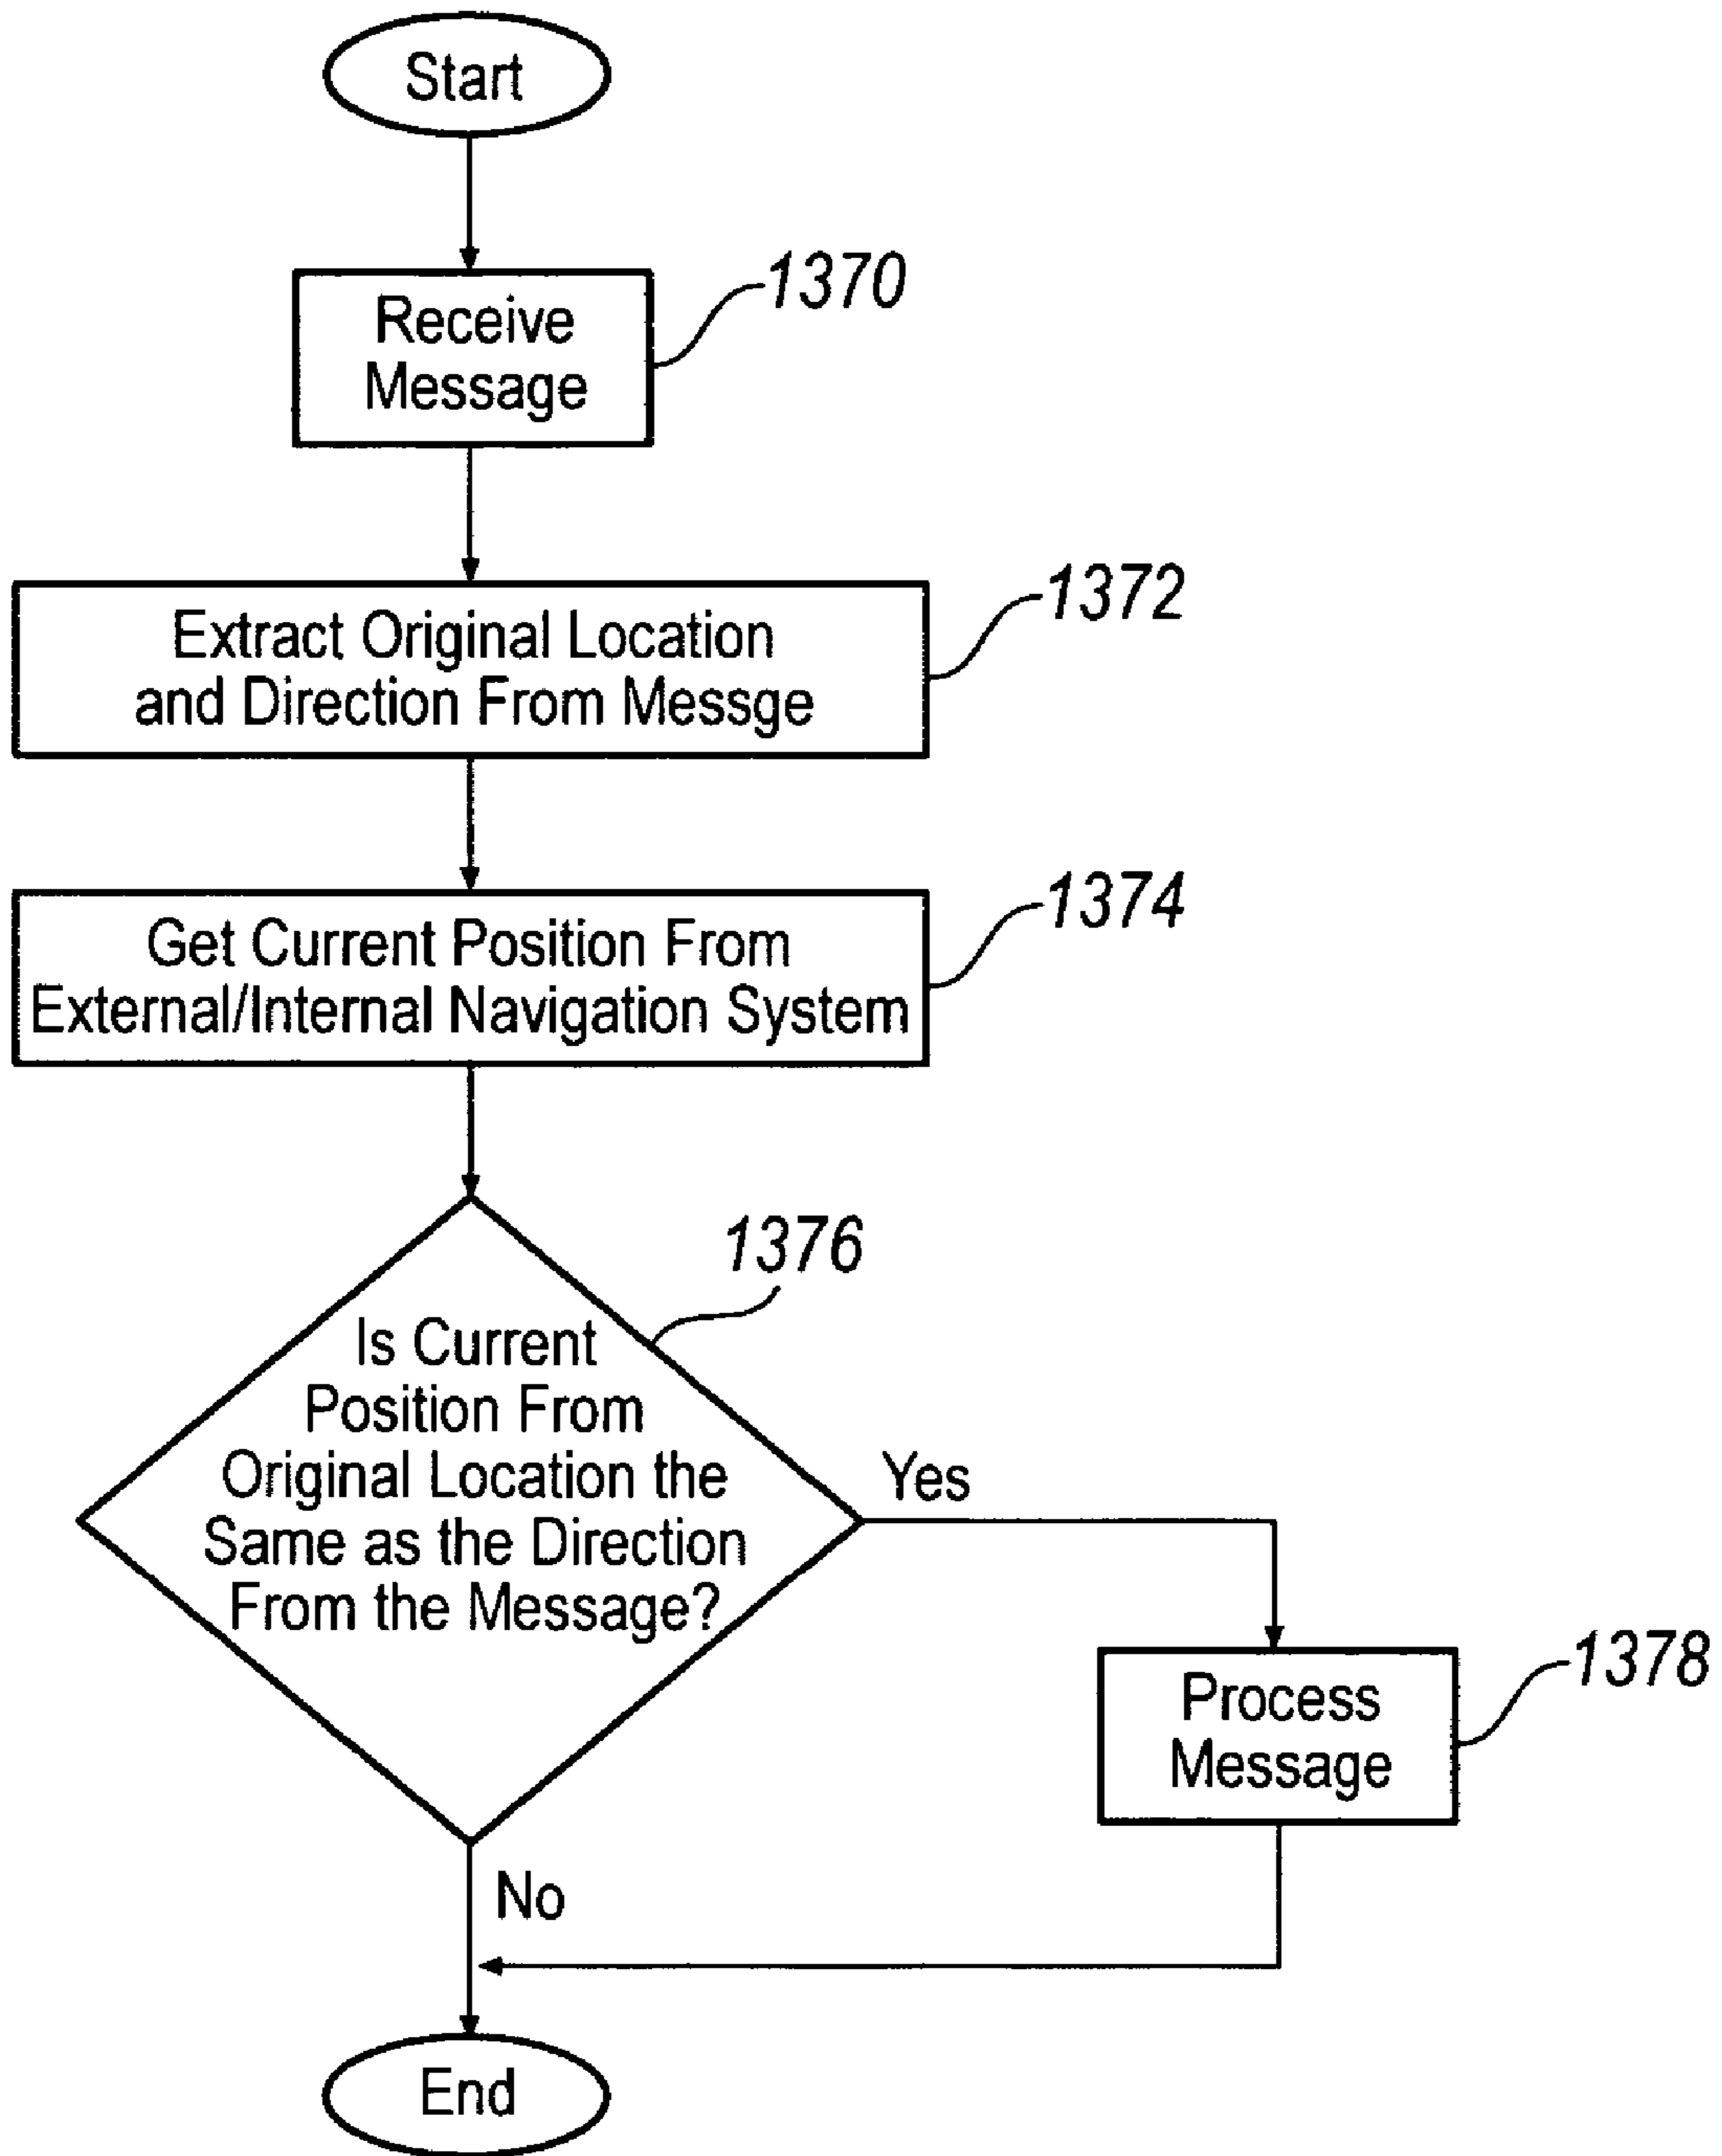 Start
1370
Receive
Message
1372
Extract Original Location
and Direction From Messge
1374
Get Current Position From
External/Internal Navigation System
1376
Is Current
Position From
Original Location the
Same as the Direction
From the Message?
Yes
1378
Process
Message
No
End